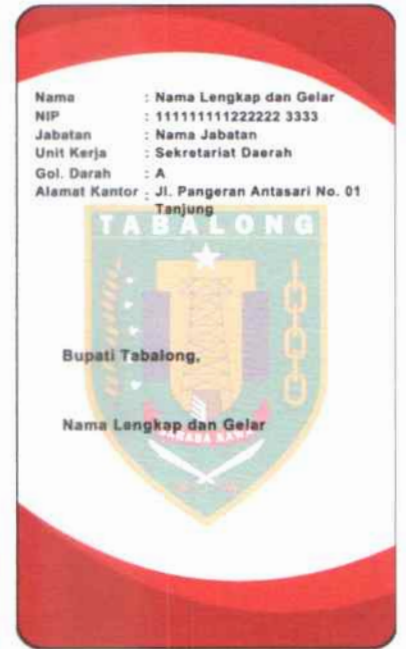 Nama : Nama Lengkap dan Gelar
NIP : 111111111222222 3333
Jabatan : Nama Jabatan
Unit Kerja : Sekretariat Daerah
Gol. Darah : A
Alamat Kantor : Jl. Pangeran Antasari No. 01
Tanjung
TABALONG
Bupati Tabalong,
Nama Lengkap dan Gelar